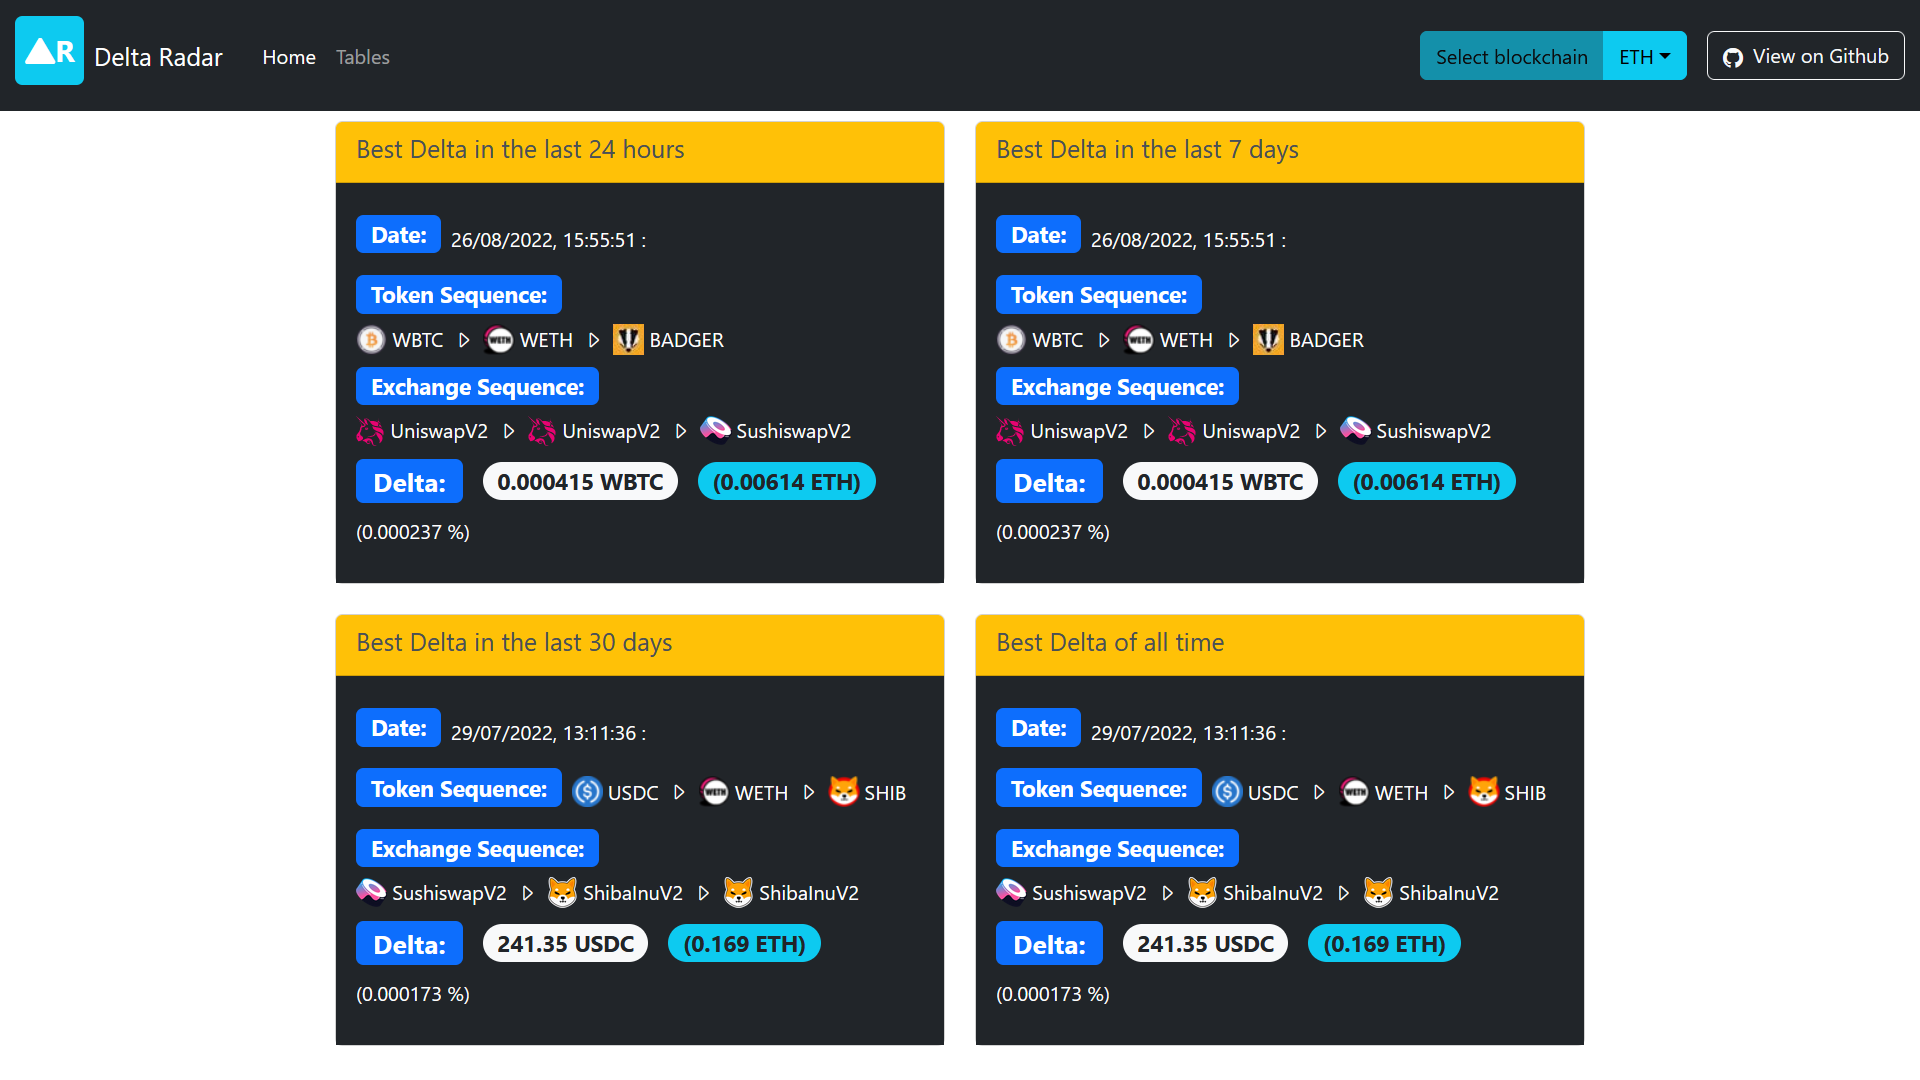 R Delta Radar Home Tables Select blockchain ETH View on Github
Best Delta in the last 24 hours
Date: 26/08/2022, 15:55:51 :
Token Sequence:
WBTC WETH WETH BADGER
Exchange Sequence:
UniswapV2 UniswapV2 SushiswapV2
Delta: 0.000415 WBTC (0.00614 ETH)
(0.000237 %)
Best Delta in the last 7 days
Date: 26/08/2022, 15:55:51 :
Token Sequence:
WBTC WETH WETH BADGER
Exchange Sequence:
UniswapV2 UniswapV2 SushiswapV2
Delta: 0.000415 WBTC (0.00614 ETH)
(0.000237 %)
Best Delta in the last 30 days
Date: 29/07/2022, 13:11:36 :
Token Sequence: USDC WETH WETH SHIB
Exchange Sequence:
SushiswapV2 ShibaInuV2 ShibaInuV2
Delta: 241.35 USDC (0.169 ETH)
(0.000173 %)
Best Delta of all time
Date: 29/07/2022, 13:11:36 :
Token Sequence: USDC WETH WETH SHIB
Exchange Sequence:
SushiswapV2 ShibaInuV2 ShibaInuV2
Delta: 241.35 USDC (0.169 ETH)
(0.000173 %)